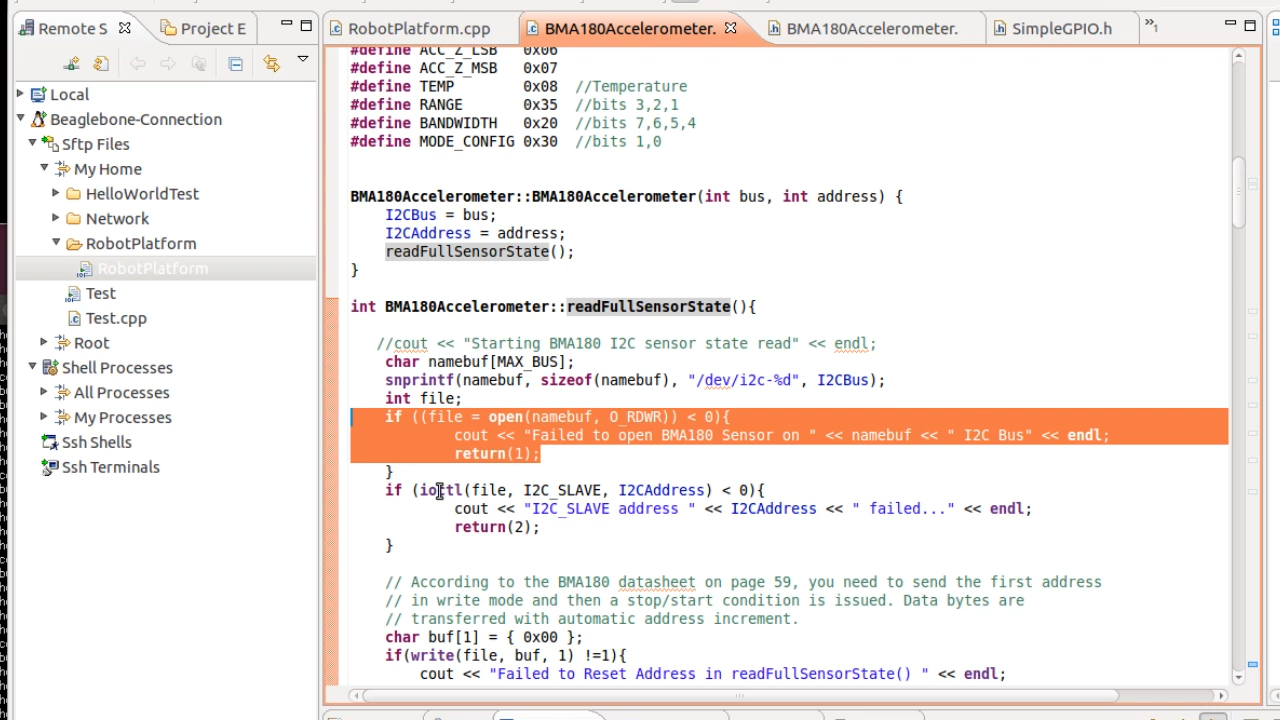 Remote S
Project E
RobotPlatform.cpp
BMA180Accelerometer.
BMA180Accelerometer.
SimpleGPIO.h
»1
Local
Beaglebone-Connection
Sftp Files
My Home
HelloWorldTest
Network
RobotPlatform
RobotPlatform
Test
Test.cpp
Root
Shell Processes
All Processes
My Processes
Ssh Shells
Ssh Terminals
#define ACC_Z_LSB 0x06
#define ACC_Z_MSB 0x07
#define TEMP 0x08 //Temperature
#define RANGE 0x35 //bits 3,2,1
#define BANDWIDTH 0x20 //bits 7,6,5,4
#define MODE_CONFIG 0x30 //bits 1,0
BMA180Accelerometer::BMA180Accelerometer(int bus, int address) {
I2CBus = bus;
I2CAddress = address;
readFullSensorState();
}
int BMA180Accelerometer::readFullSensorState(){
//cout << "Starting BMA180 I2C sensor state read" << endl;
char namebuf[MAX_BUS];
snprintf(namebuf, sizeof(namebuf), "/dev/i2c-%d", I2CBus);
int file;
if ((file = open(namebuf, O_RDWR)) < 0){
cout << "Failed to open BMA180 Sensor on " << namebuf << " I2C Bus" << endl;
return(1);
}
if (ioctl(file, I2C_SLAVE, I2CAddress) < 0){
cout << "I2C_SLAVE address " << I2CAddress << " failed..." << endl;
return(2);
}
// According to the BMA180 datasheet on page 59, you need to send the first address
// in write mode and then a stop/start condition is issued. Data bytes are
// transferred with automatic address increment.
char buf[1] = { 0x00 };
if(write(file, buf, 1) !=1){
cout << "Failed to Reset Address in readFullSensorState() " << endl;